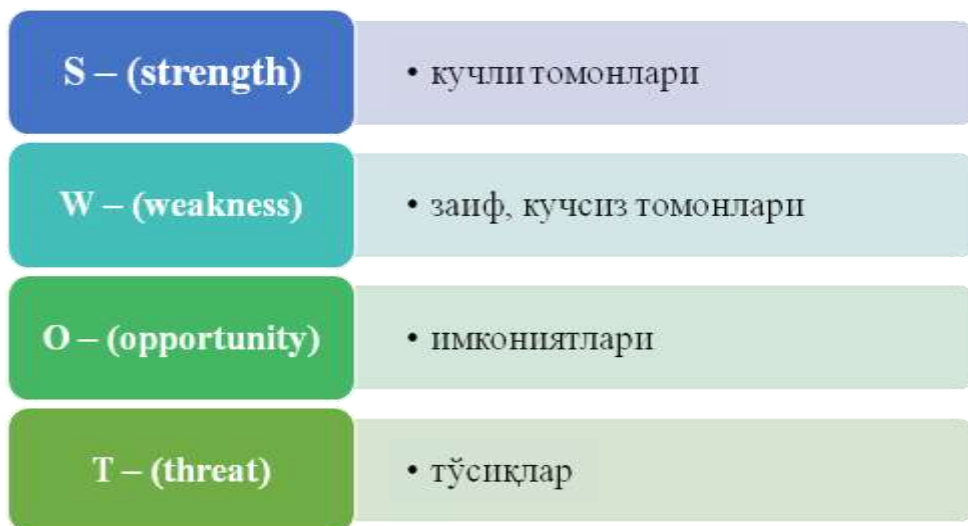 S – (strength)
• кучли томонлари
W – (weakness)
• заиф, кучсиз томонлари
O – (opportunity)
• имкониятлари
T – (threat)
• тўсиқлар